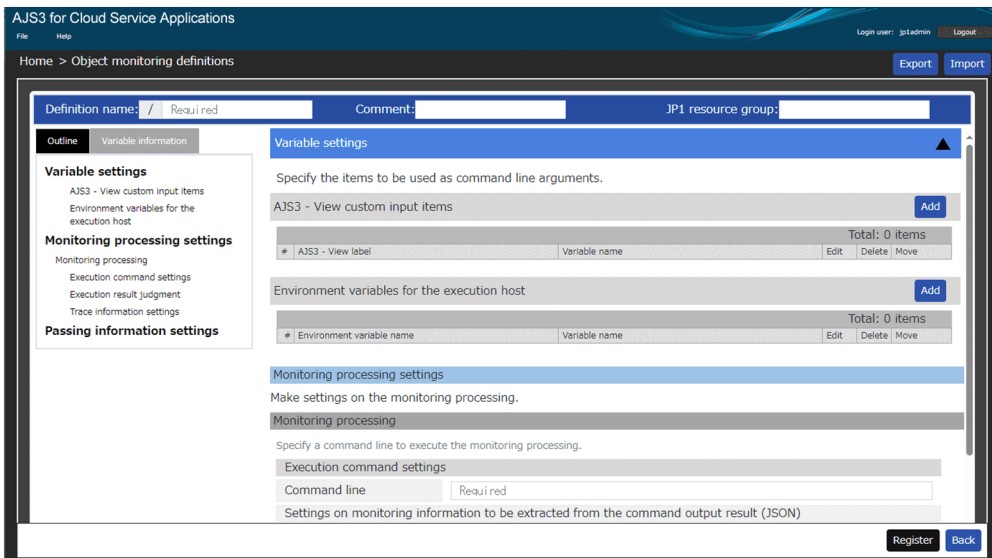 AJS3 for Cloud Service Applications
File Help
Login user: jp1admin Logout
Home > Object monitoring definitions
Export Import
Definition name: / Required Comment: JP1 resource group:
Outline Variable information
Variable settings
AJS3 - View custom input items
Environment variables for the
execution host
Monitoring processing settings
Monitoring processing
Execution command settings
Execution result judgment
Trace information settings
Passing information settings
Variable settings
Specify the items to be used as command line arguments.
AJS3 - View custom input items Add
Total: 0 items
# AJS3 - View label Variable name Edit Delete Move
Environment variables for the execution host Add
Total: 0 items
# Environment variable name Variable name Edit Delete Move
Monitoring processing settings
Make settings on the monitoring processing.
Monitoring processing
Specify a command line to execute the monitoring processing.
Execution command settings
Command line Required
Settings on monitoring information to be extracted from the command output result (JSON)
Register Back